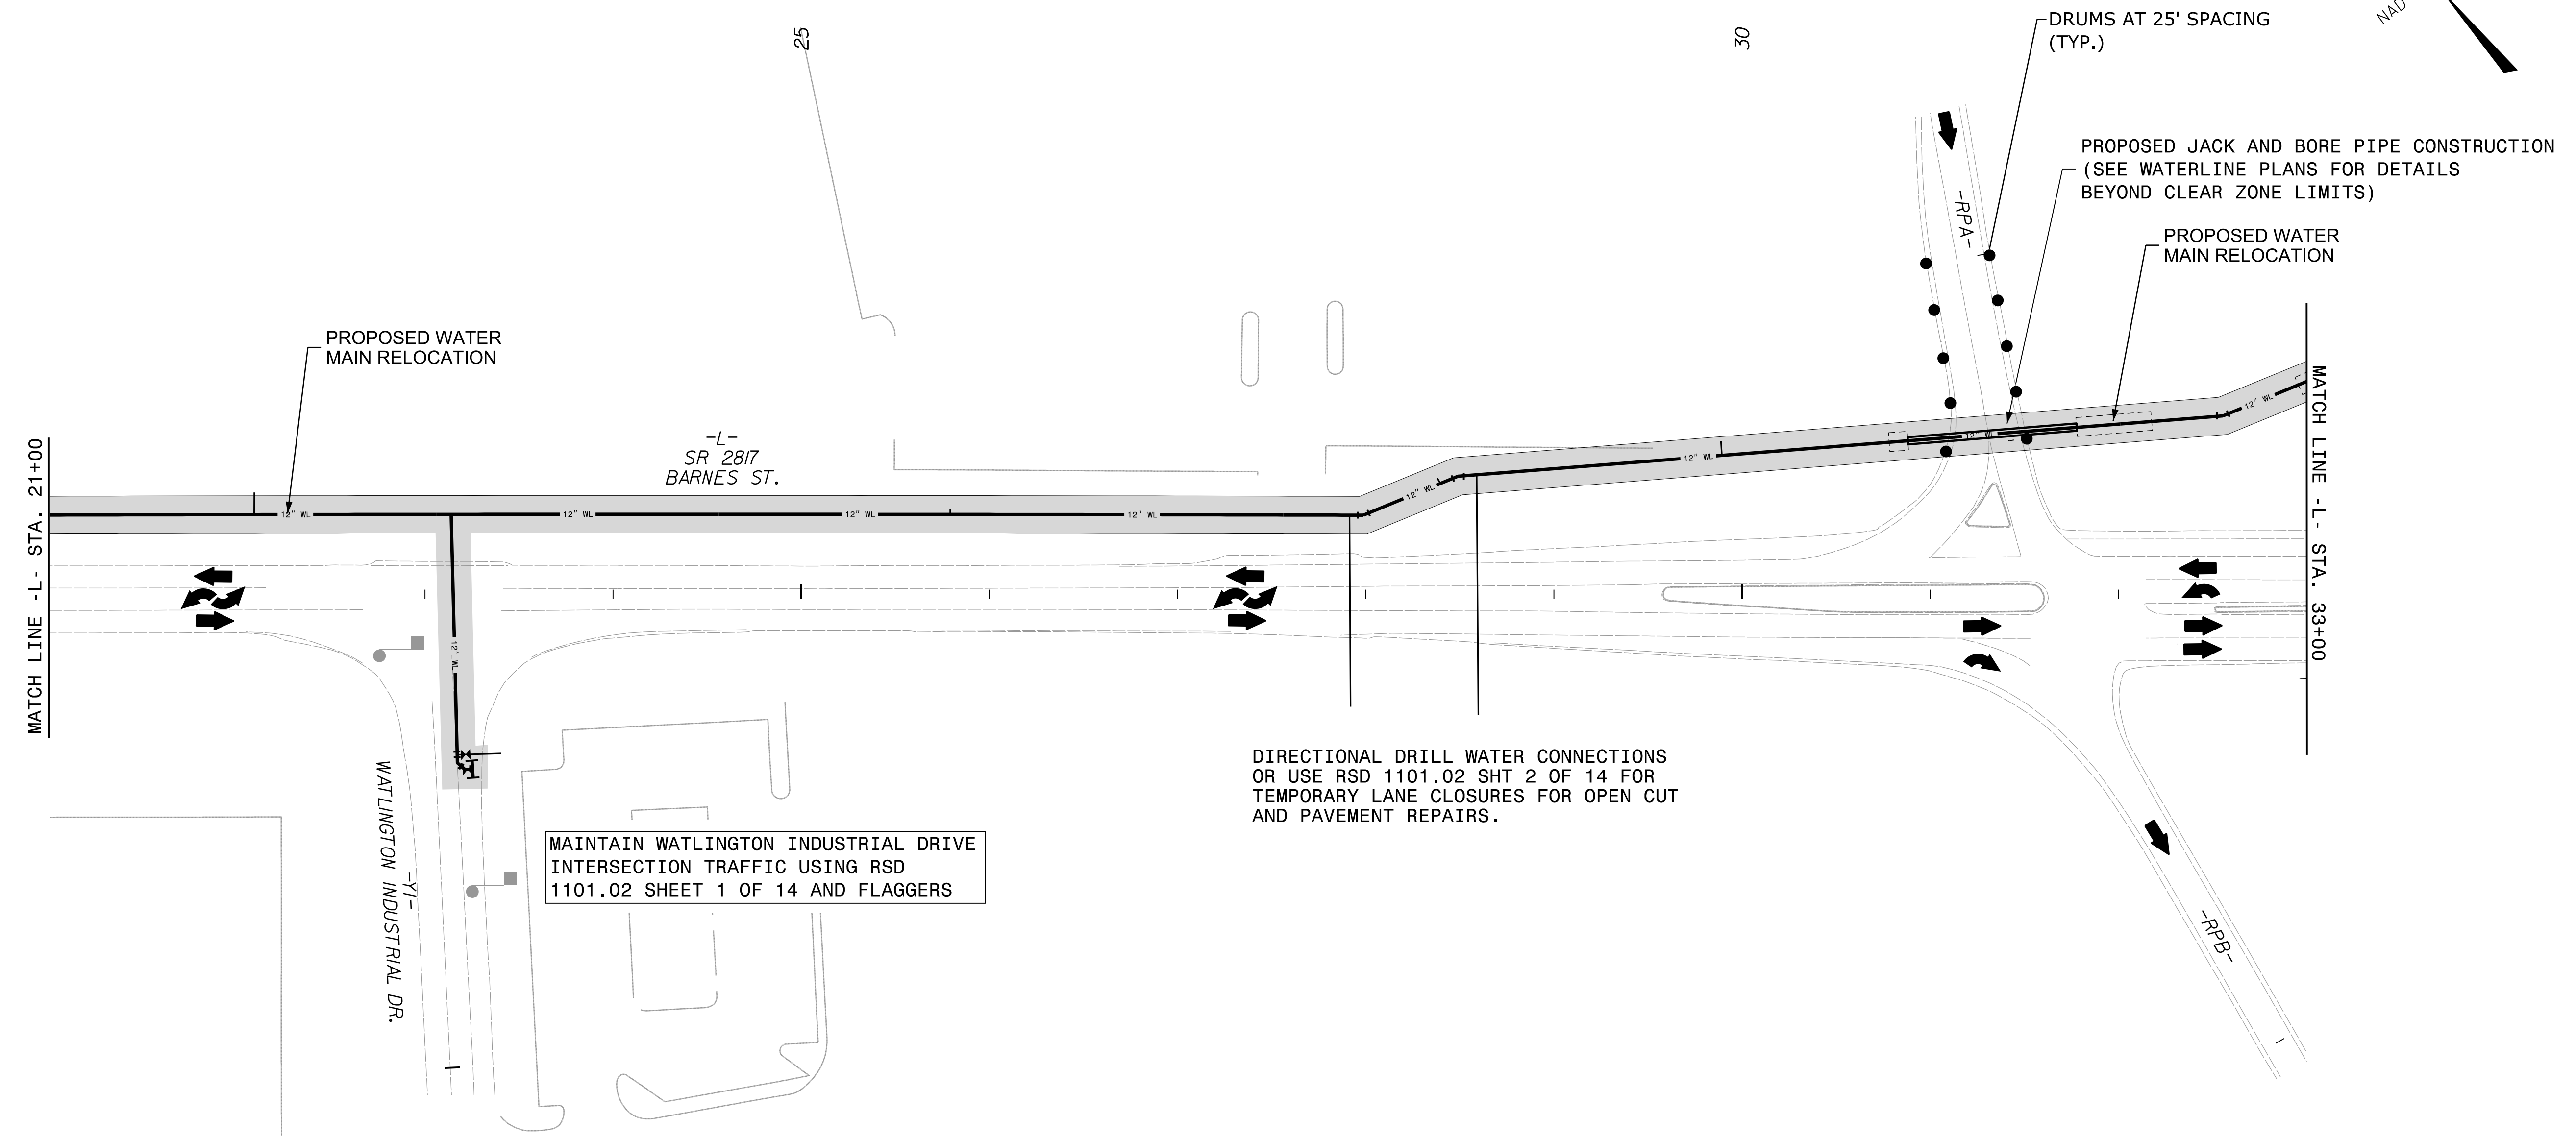 25
30
NAD
DRUMS AT 25' SPACING
(TYP.)
PROPOSED JACK AND BORE PIPE CONSTRUCTION
(SEE WATERLINE PLANS FOR DETAILS
BEYOND CLEAR ZONE LIMITS)
-RPA-
PROPOSED WATER
MAIN RELOCATION
PROPOSED WATER
MAIN RELOCATION
MATCH LINE -L- STA. 21+00
-L-
SR 2817
BARNES ST.
MATCH LINE -L- STA. 33+00
12" WL
12" WL
12" WL
12" WL
12" WL
12" WL
12" WL
12" WL
12" WL
DIRECTIONAL DRILL WATER CONNECTIONS
OR USE RSD 1101.02 SHT 2 OF 14 FOR
TEMPORARY LANE CLOSURES FOR OPEN CUT
AND PAVEMENT REPAIRS.
-Y1-
WATLINGTON INDUSTRIAL DR.
MAINTAIN WATLINGTON INDUSTRIAL DRIVE
INTERSECTION TRAFFIC USING RSD
1101.02 SHEET 1 OF 14 AND FLAGGERS
-RPB-